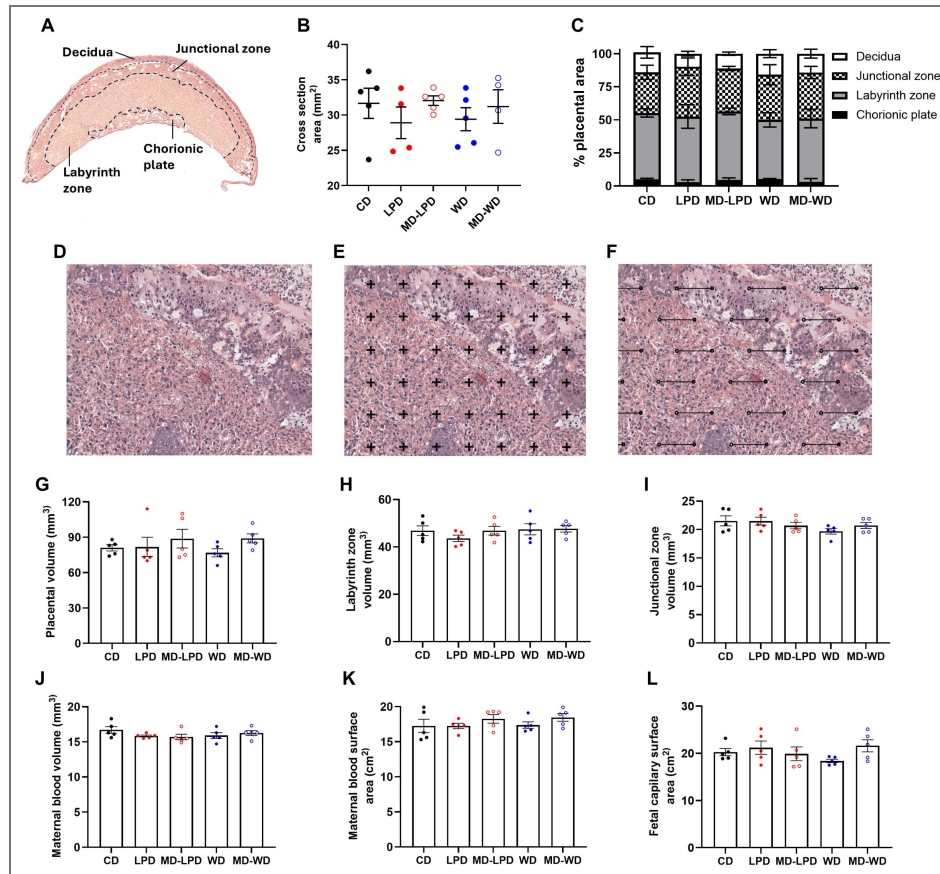 A
Decidua
Junctional zone
Labyrinth
zone
Chorionic
plate
B
Cross section
area (mm²)
40
35
30
25
20
CD
LPD
MD-LPD
WD
MD-WD
C
% placental area
100
50
0
CD
LPD
MD-LPD
WD
MD-WD
Decidua
Junctional zone
Labyrinth zone
Chorionic plate
D
E
F
G
Placental volume (mm³)
120
90
60
30
0
CD
LPD
MD-LPD
WD
MD-WD
H
Labyrinth zone
volume (mm³)
60
40
20
0
CD
LPD
MD-LPD
WD
MD-WD
I
Junctional zone
volume (mm³)
25
20
15
10
5
0
CD
LPD
MD-LPD
WD
MD-WD
J
Maternal blood volume (mm³)
20
15
10
5
0
CD
LPD
MD-LPD
WD
MD-WD
K
Maternal blood surface
area (cm²)
20
15
10
5
0
CD
LPD
MD-LPD
WD
MD-WD
L
Fetal capilary surface
area (cm²)
30
20
10
0
CD
LPD
MD-LPD
WD
MD-WD